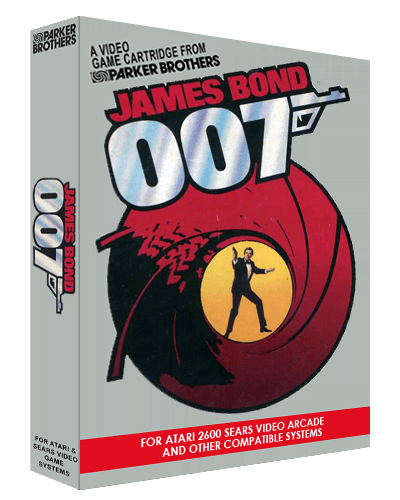 PARKER
BROTHERS
JAMES BOND
007
FOR ATARI &
SEARS VIDEO
GAME
SYSTEMS
A VIDEO
GAME CARTRIDGE FROM
PARKER BROTHERS
JAMES BOND
007
FOR ATARI 2600 SEARS VIDEO ARCADE
AND OTHER COMPATIBLE SYSTEMS